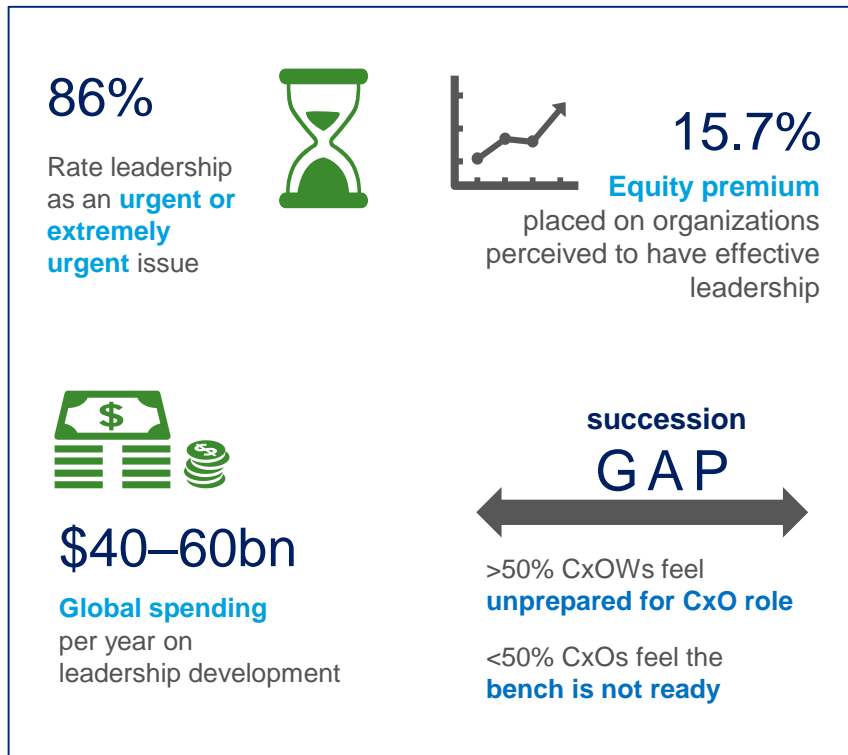 86%
Rate leadership
as an urgent or
extremely
urgent issue
15.7%
Equity premium
placed on organizations
perceived to have effective
leadership
$
$
$40–60bn
Global spending
per year on
leadership development
succession
GAP
>50% CxOWs feel
unprepared for CxO role
<50% CxOs feel the
bench is not ready